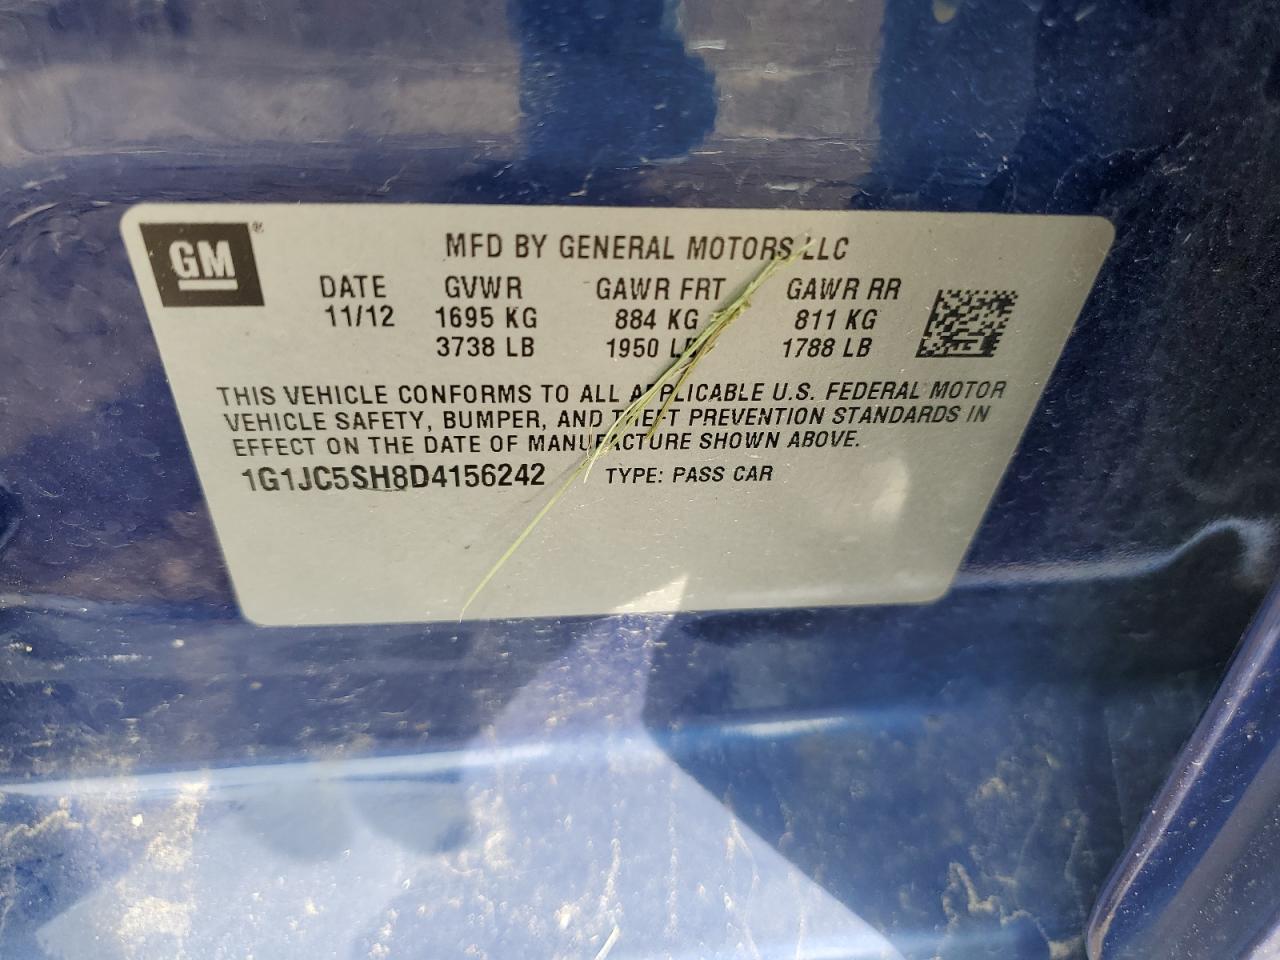 GM®
MFD BY GENERAL MOTORS LLC
DATE GVWR GAWR FRT GAWR RR
11/12 1695 KG 884 KG 811 KG
3738 LB 1950 LB 1788 LB
THIS VEHICLE CONFORMS TO ALL APPLICABLE U.S. FEDERAL MOTOR
VEHICLE SAFETY, BUMPER, AND THEFT PREVENTION STANDARDS IN
EFFECT ON THE DATE OF MANUFACTURE SHOWN ABOVE.
1G1JC5SH8D4156242 TYPE: PASS CAR